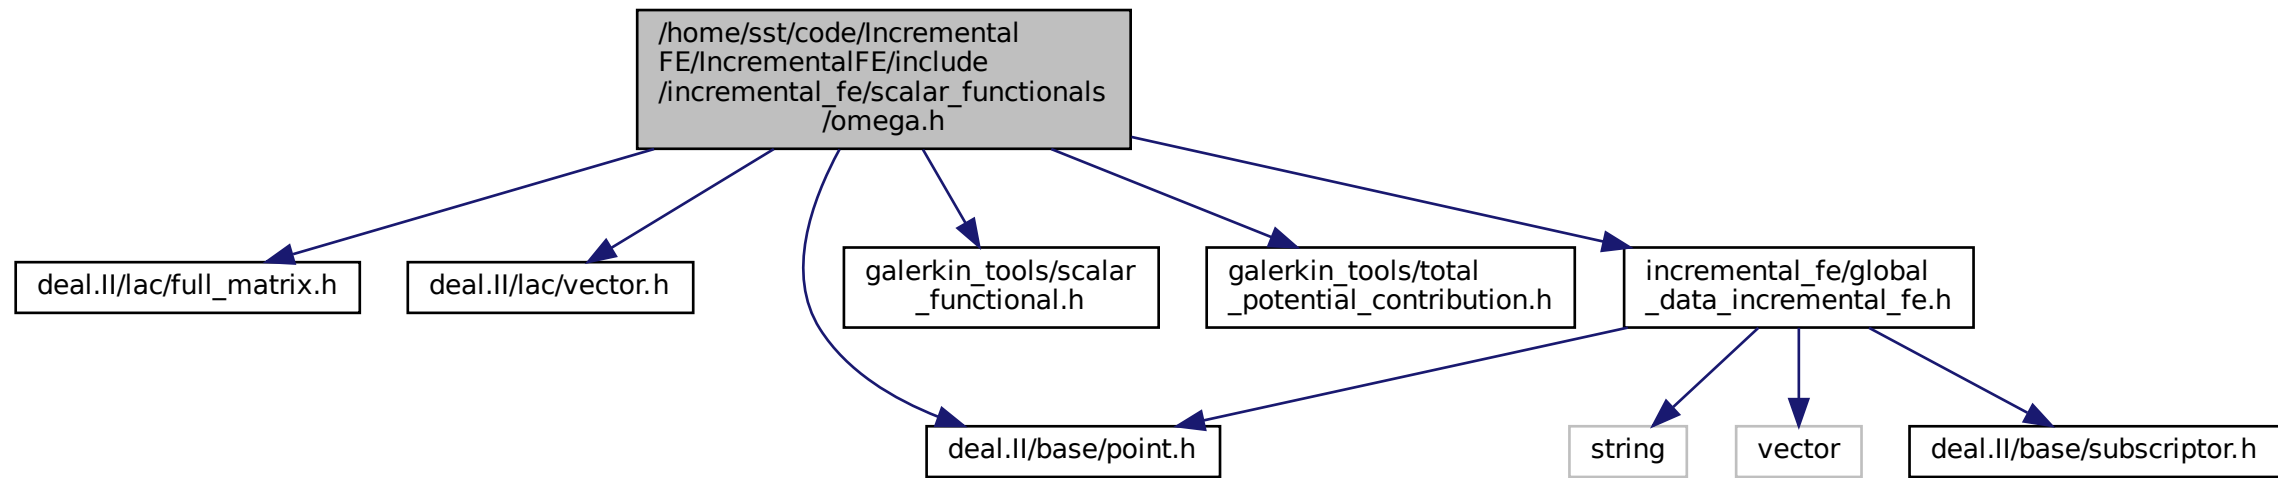 /home/sst/code/Incremental
FE/IncrementalFE/include
/incremental_fe/scalar_functionals
/omega.h
deal.II/lac/full_matrix.h
deal.II/lac/vector.h
galerkin_tools/scalar
_functional.h
galerkin_tools/total
_potential_contribution.h
incremental_fe/global
_data_incremental_fe.h
deal.II/base/point.h
string
vector
deal.II/base/subscriptor.h